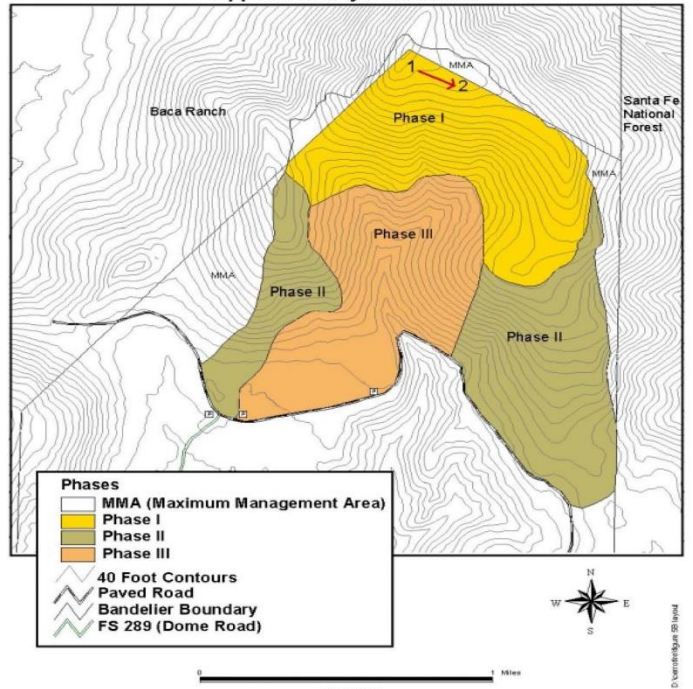 MMA
1
2
Baca Ranch
Santa Fe
National
Forest
Phase I
MMA
Phase III
MMA
Phase II
Phase II
P
P
P
Phases
MMA (Maximum Management Area)
Phase I
Phase II
Phase III
40 Foot Contours
Paved Road
Bandelier Boundary
FS 289 (Dome Road)
N
W E
S
0 1 Miles